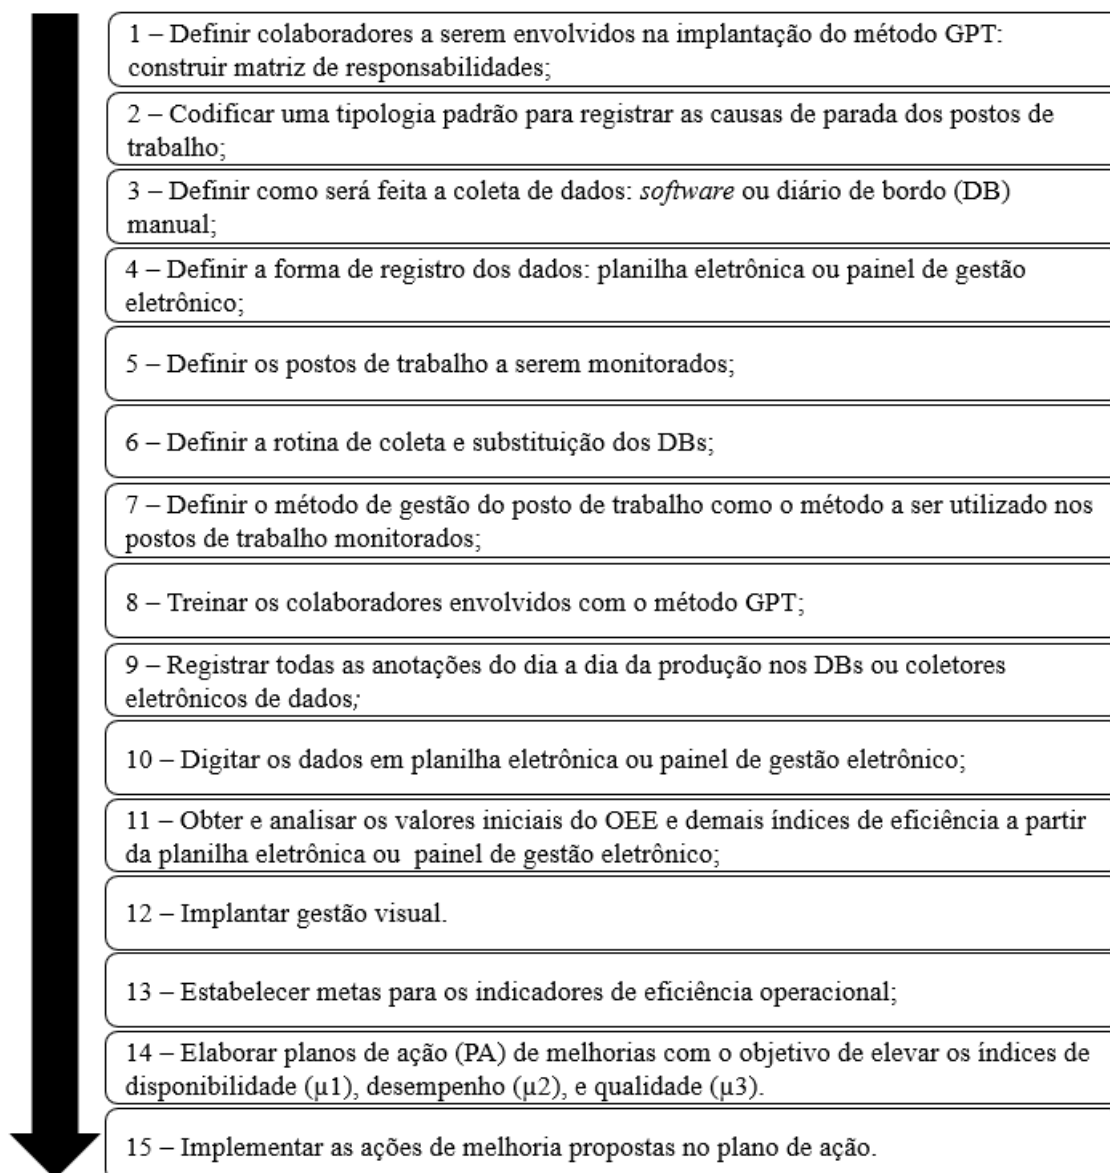 1 – Definir colaboradores a serem envolvidos na implantação do método GPT:
construir matriz de responsabilidades;
2 – Codificar uma tipologia padrão para registrar as causas de parada dos postos de
trabalho;
3 – Definir como será feita a coleta de dados: software ou diário de bordo (DB)
manual;
4 – Definir a forma de registro dos dados: planilha eletrônica ou painel de gestão
eletrônico;
5 – Definir os postos de trabalho a serem monitorados;
6 – Definir a rotina de coleta e substituição dos DBs;
7 – Definir o método de gestão do posto de trabalho como o método a ser utilizado nos
postos de trabalho monitorados;
8 – Treinar os colaboradores envolvidos com o método GPT;
9 – Registrar todas as anotações do dia a dia da produção nos DBs ou coletores
eletrônicos de dados;
10 – Digitar os dados em planilha eletrônica ou painel de gestão eletrônico;
11 – Obter e analisar os valores iniciais do OEE e demais índices de eficiência a partir
da planilha eletrônica ou painel de gestão eletrônico;
12 – Implantar gestão visual.
13 – Estabelecer metas para os indicadores de eficiência operacional;
14 – Elaborar planos de ação (PA) de melhorias com o objetivo de elevar os índices de
disponibilidade (µ1), desempenho (µ2), e qualidade (µ3).
15 – Implementar as ações de melhoria propostas no plano de ação.